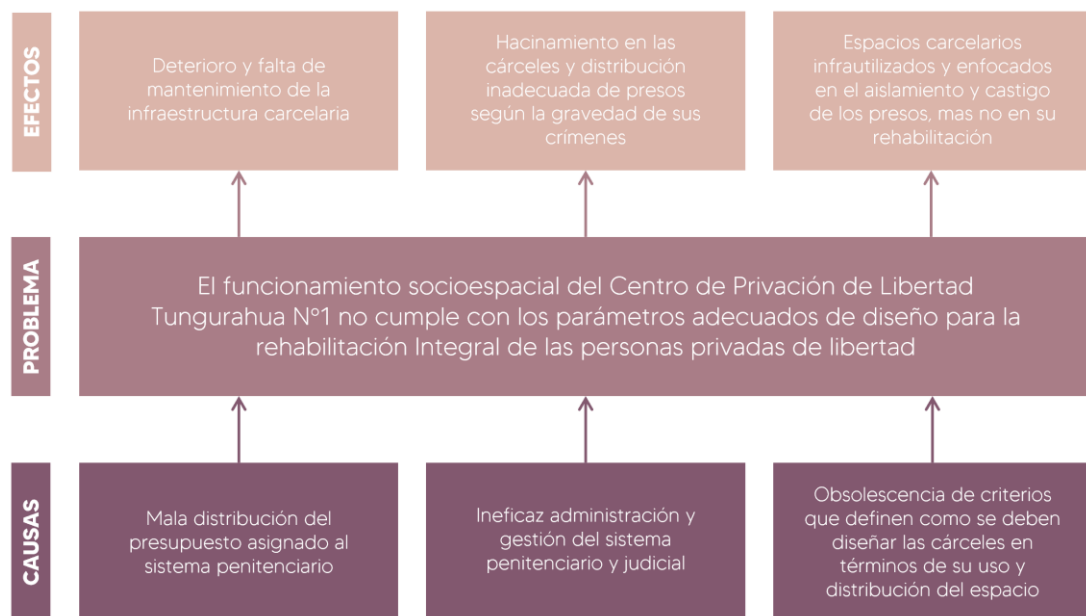 EFECTOS
Deterioro y falta de
mantenimiento de la
infraestructura carcelaria
Hacinamiento en las
cárceles y distribución
inadecuada de presos
según la gravedad de sus
crímenes
Espacios carcelarios
infrautilizados y enfocados
en el aislamiento y castigo
de los presos, mas no en su
rehabilitación
PROBLEMA
El funcionamiento socioespacial del Centro de Privación de Libertad
Tungurahua N°1 no cumple con los parámetros adecuados de diseño para la
rehabilitación Integral de las personas privadas de libertad
CAUSAS
Mala distribución del
presupuesto asignado al
sistema penitenciario
Ineficaz administración y
gestión del sistema
penitenciario y judicial
Obsolescencia de criterios
que definen como se deben
diseñar las cárceles en
términos de su uso y
distribución del espacio